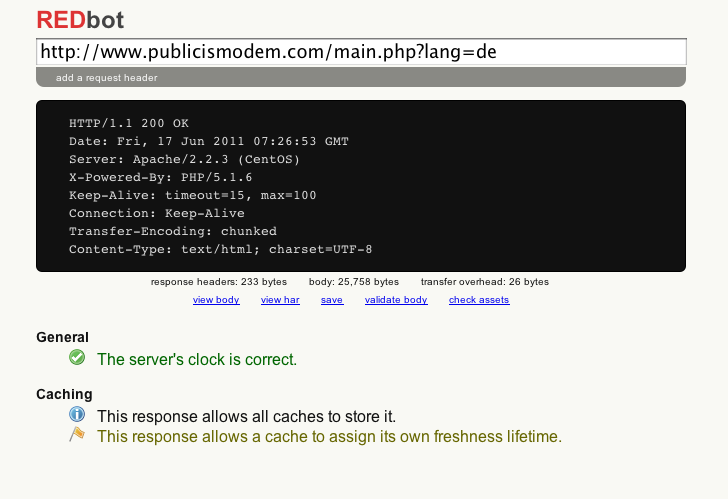 REDbot
http://www.publicismodem.com/main.php?lang=de
add a request header
HTTP/1.1 200 OK
Date: Fri, 17 Jun 2011 07:26:53 GMT
Server: Apache/2.2.3 (CentOS)
X-Powered-By: PHP/5.1.6
Keep-Alive: timeout=15, max=100
Connection: Keep-Alive
Transfer-Encoding: chunked
Content-Type: text/html; charset=UTF-8
response headers: 233 bytes body: 25,758 bytes transfer overhead: 26 bytes
view body view har save validate body check assets
General
The server's clock is correct.
Caching
This response allows all caches to store it.
This response allows a cache to assign its own freshness lifetime.